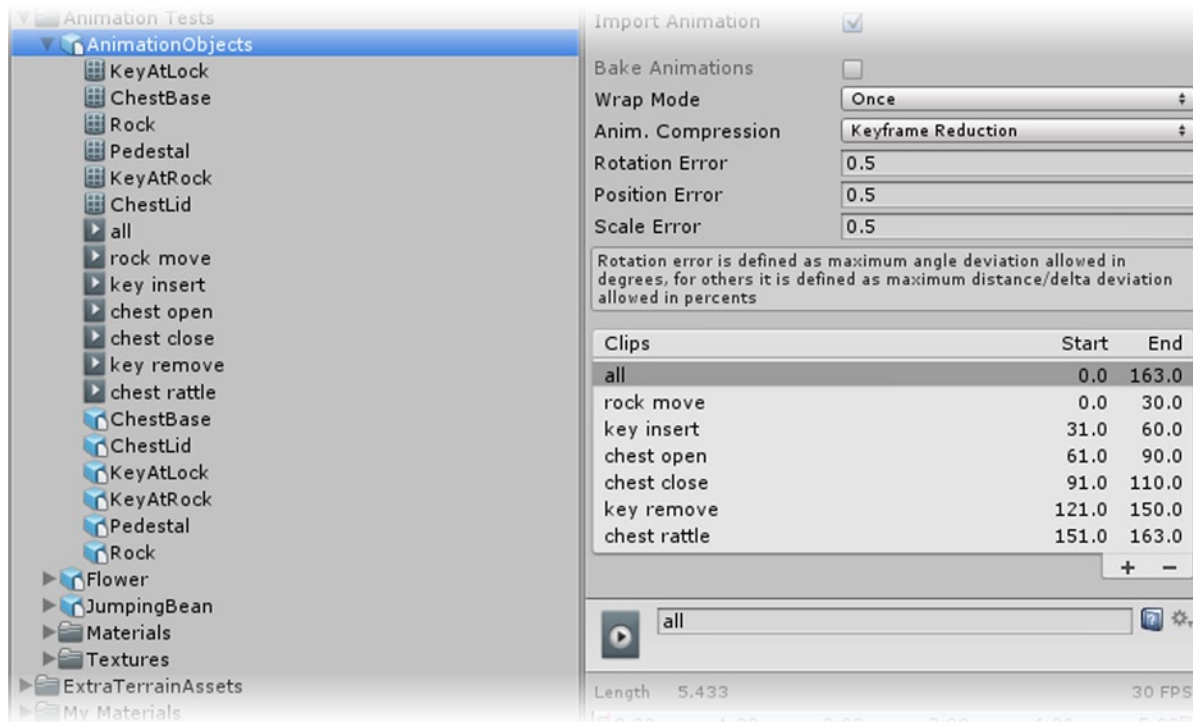 Animation Tests
AnimationObjects
KeyAtLock
ChestBase
Rock
Pedestal
KeyAtRock
ChestLid
all
rock move
key insert
chest open
chest close
key remove
chest rattle
ChestBase
ChestLid
KeyAtLock
KeyAtRock
Pedestal
Rock
Flower
JumpingBean
Materials
Textures
ExtraTerrainAssets
My Materials
Import Animation
Bake Animations
Wrap Mode Once
Anim. Compression Keyframe Reduction
Rotation Error 0.5
Position Error 0.5
Scale Error 0.5
Rotation error is defined as maximum angle deviation allowed in
degrees, for others it is defined as maximum distance/delta deviation
allowed in percents
Clips Start End
all 0.0 163.0
rock move 0.0 30.0
key insert 31.0 60.0
chest open 61.0 90.0
chest close 91.0 110.0
key remove 121.0 150.0
chest rattle 151.0 163.0
+ −
all
Length 5.433 30 FPS